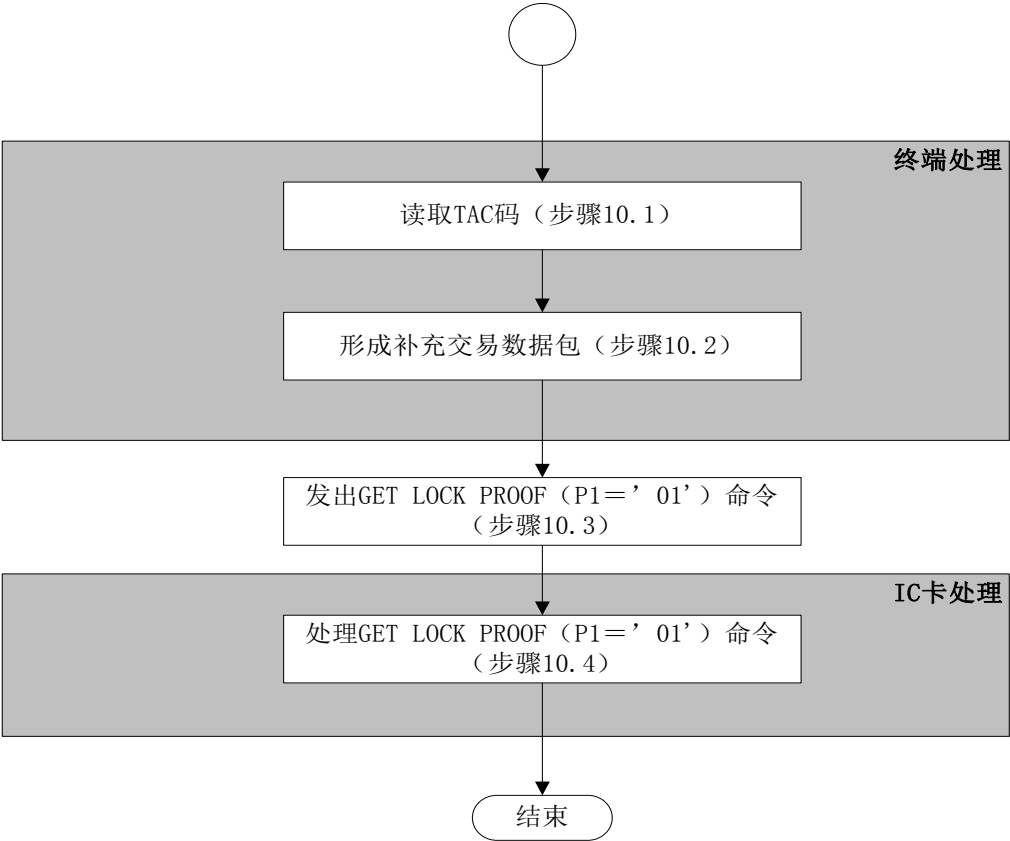 终端处理
读取TAC码（步骤10.1）
形成补充交易数据包（步骤10.2）
发出GET LOCK PROOF（P1＝’01'）命令
（步骤10.3）
IC卡处理
处理GET LOCK PROOF（P1＝’01'）命令
（步骤10.4）
结束